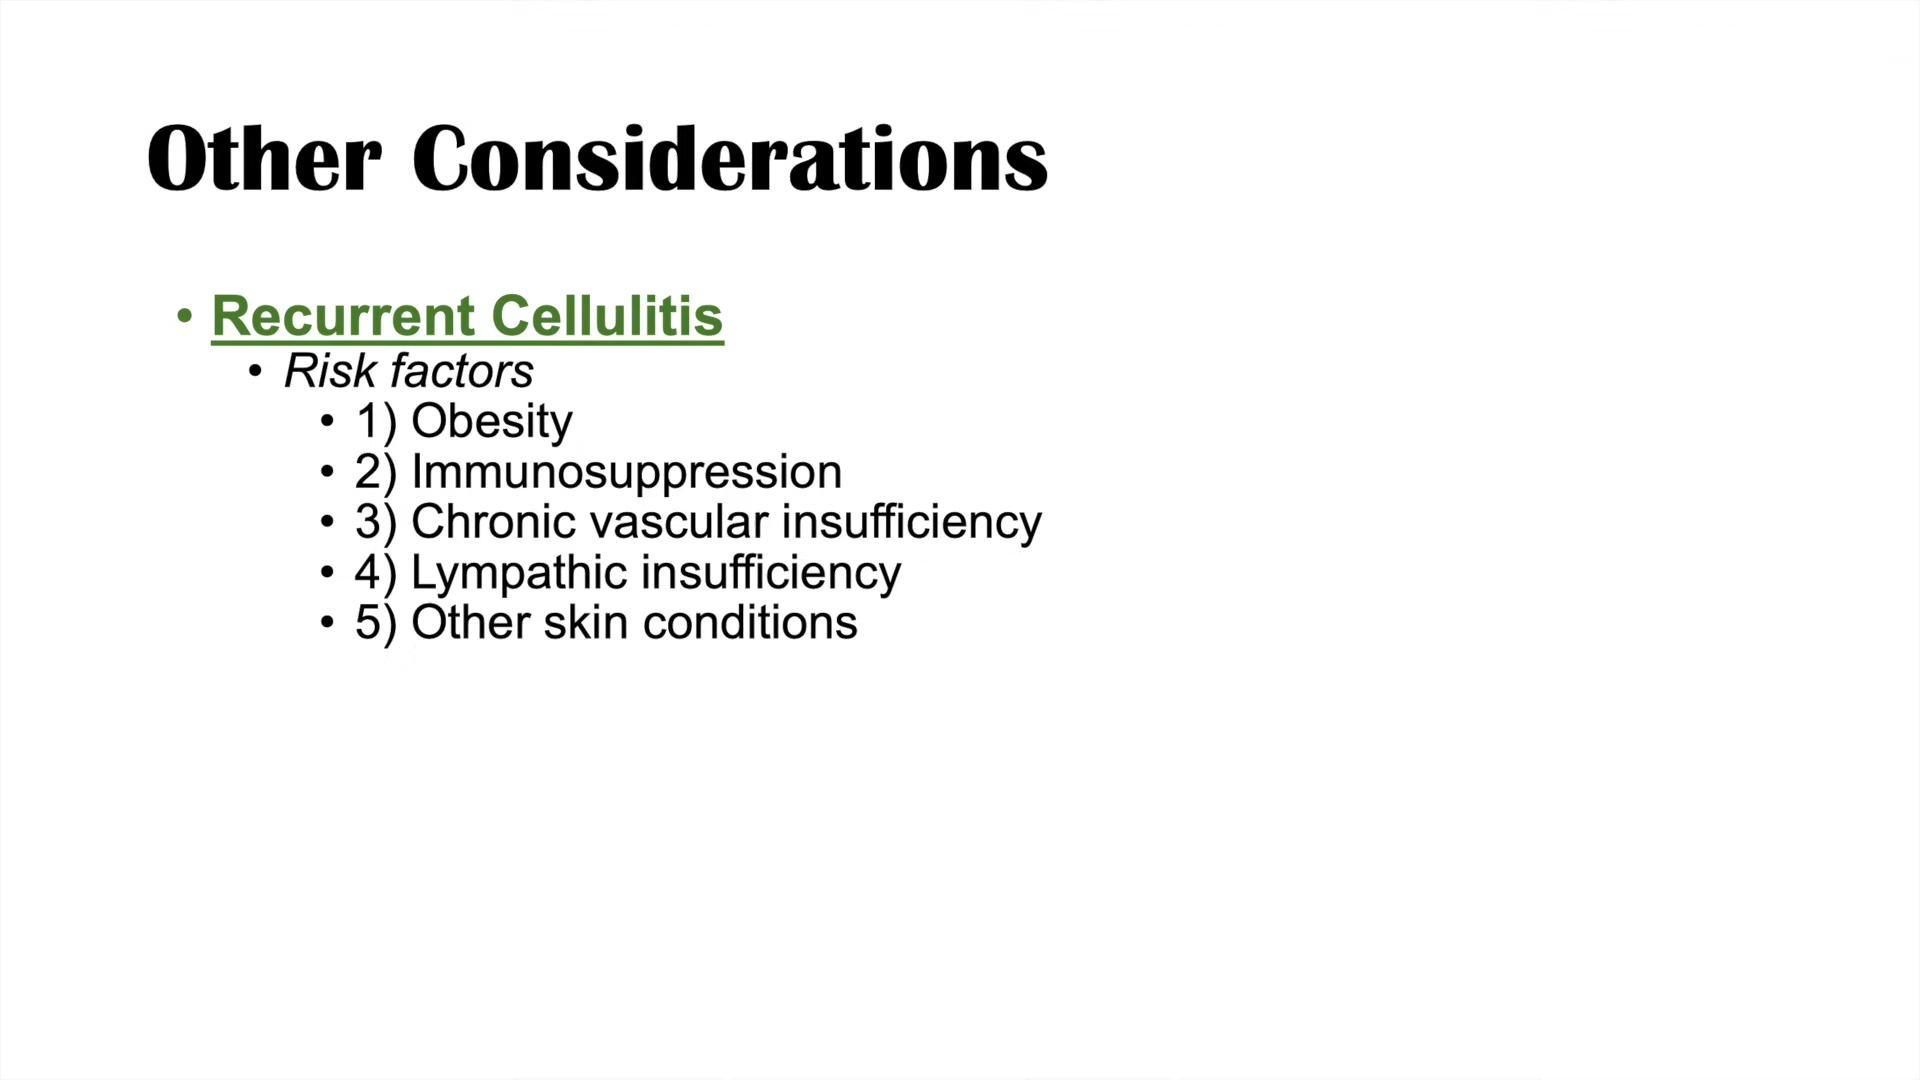 Other Considerations
• Recurrent Cellulitis
• Risk factors
• 1) Obesity
• 2) Immunosuppression
• 3) Chronic vascular insufficiency
• 4) Lympathic insufficiency
• 5) Other skin conditions